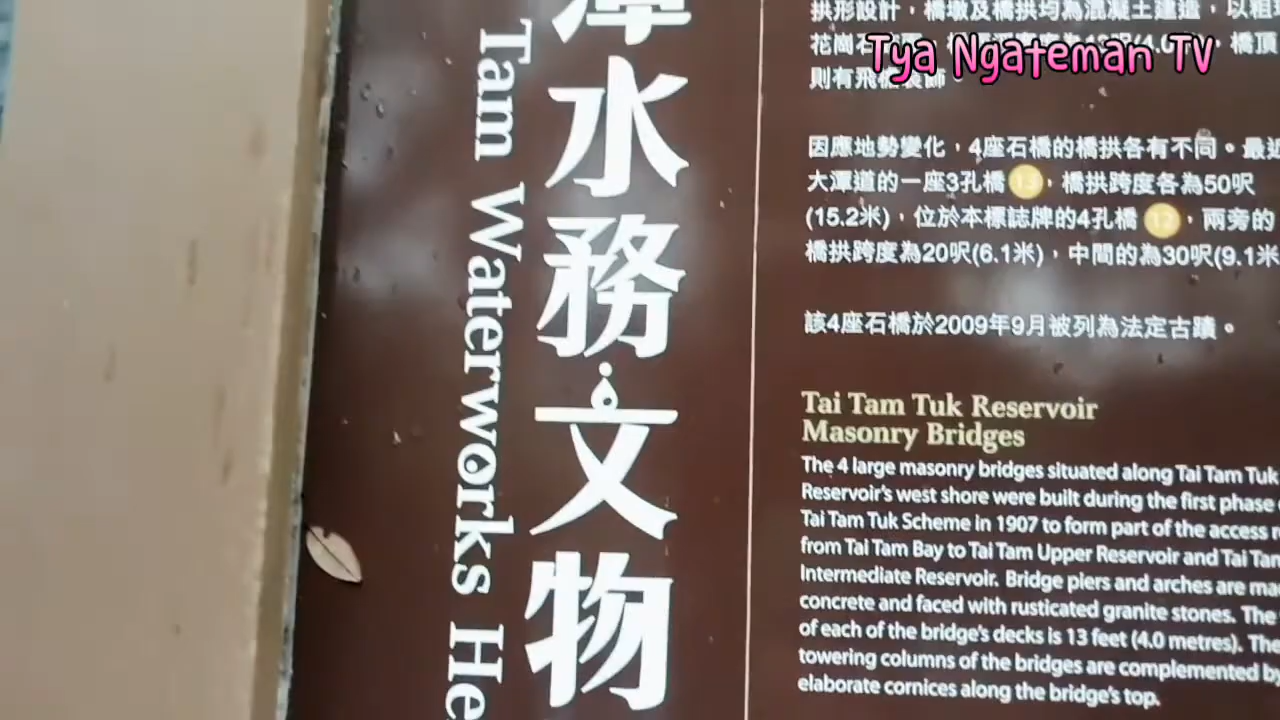 Tya Ngateman TV
水務文物
Tam Waterworks He
拱形設計，橋墩及橋拱均為混凝土建造，以粗
花崗石
則有飛檐裝飾。
因應地勢變化，4座石橋的橋拱各有不同。最近
大潭道的一座3孔橋 13，橋拱跨度各為50呎
(15.2米)，位於本標誌牌的4孔橋 12，兩旁的
橋拱跨度為20呎(6.1米)，中間的為30呎(9.1米
該4座石橋於2009年9月被列為法定古蹟。
Tai Tam Tuk Reservoir
Masonry Bridges
The 4 large masonry bridges situated along Tai Tam Tuk
Reservoir's west shore were built during the first phase
Tai Tam Tuk Scheme in 1907 to form part of the access
from Tai Tam Bay to Tai Tam Upper Reservoir and Tai Tam
Intermediate Reservoir. Bridge piers and arches are ma
concrete and faced with rusticated granite stones. The
of each of the bridge's decks is 13 feet (4.0 metres). The
towering columns of the bridges are complemented by
elaborate cornices along the bridge's top.